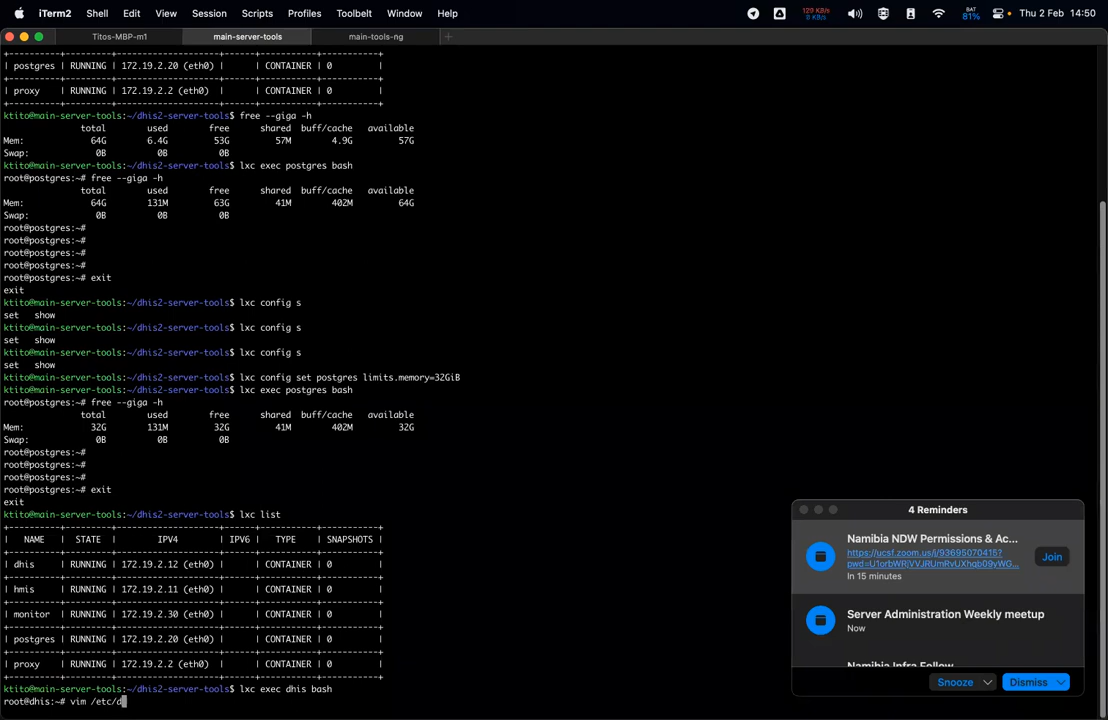 iTerm2 Shell Edit View Session Scripts Profiles Toolbelt Window Help 129 KB/s 0 KB/s BAT 81% Thu 2 Feb 14:50
Titos-MBP-m1 main-server-tools main-tools-ng
+----------+---------+---------------------+------+-----------+-----------+
| postgres | RUNNING | 172.19.2.20 (eth0) | | CONTAINER | 0 |
+----------+---------+---------------------+------+-----------+-----------+
| proxy | RUNNING | 172.19.2.2 (eth0) | | CONTAINER | 0 |
+----------+---------+---------------------+------+-----------+-----------+
ktito@main-server-tools:~/dhis2-server-tools$ free --giga -h
total used free shared buff/cache available
Mem: 64G 6.4G 53G 57M 4.9G 57G
Swap: 0B 0B 0B
ktito@main-server-tools:~/dhis2-server-tools$ lxc exec postgres bash
root@postgres:~# free --giga -h
total used free shared buff/cache available
Mem: 64G 131M 63G 41M 402M 64G
Swap: 0B 0B 0B
root@postgres:~#
root@postgres:~#
root@postgres:~#
root@postgres:~#
root@postgres:~# exit
exit
ktito@main-server-tools:~/dhis2-server-tools$ lxc config s
set show
ktito@main-server-tools:~/dhis2-server-tools$ lxc config s
set show
ktito@main-server-tools:~/dhis2-server-tools$ lxc config s
set show
ktito@main-server-tools:~/dhis2-server-tools$ lxc config set postgres limits.memory=32GiB
ktito@main-server-tools:~/dhis2-server-tools$ lxc exec postgres bash
root@postgres:~# free --giga -h
total used free shared buff/cache available
Mem: 32G 131M 32G 41M 402M 32G
Swap: 0B 0B 0B
root@postgres:~#
root@postgres:~#
root@postgres:~#
root@postgres:~# exit
exit
ktito@main-server-tools:~/dhis2-server-tools$ lxc list
+----------+---------+---------------------+------+-----------+-----------+
| NAME | STATE | IPV4 | IPV6 | TYPE | SNAPSHOTS |
+----------+---------+---------------------+------+-----------+-----------+
| dhis | RUNNING | 172.19.2.12 (eth0) | | CONTAINER | 0 |
+----------+---------+---------------------+------+-----------+-----------+
| hmis | RUNNING | 172.19.2.11 (eth0) | | CONTAINER | 0 |
+----------+---------+---------------------+------+-----------+-----------+
| monitor | RUNNING | 172.19.2.30 (eth0) | | CONTAINER | 0 |
+----------+---------+---------------------+------+-----------+-----------+
| postgres | RUNNING | 172.19.2.20 (eth0) | | CONTAINER | 0 |
+----------+---------+---------------------+------+-----------+-----------+
| proxy | RUNNING | 172.19.2.2 (eth0) | | CONTAINER | 0 |
+----------+---------+---------------------+------+-----------+-----------+
ktito@main-server-tools:~/dhis2-server-tools$ lxc exec dhis bash
root@dhis:~# vim /etc/d
4 Reminders
Namibia NDW Permissions & Ac...
https://ucsf.zoom.us/j/93695070415?
In 15 minutes
Join
Server Administration Weekly meetup
Now
Namibia Infra Follow
Snooze Dismiss